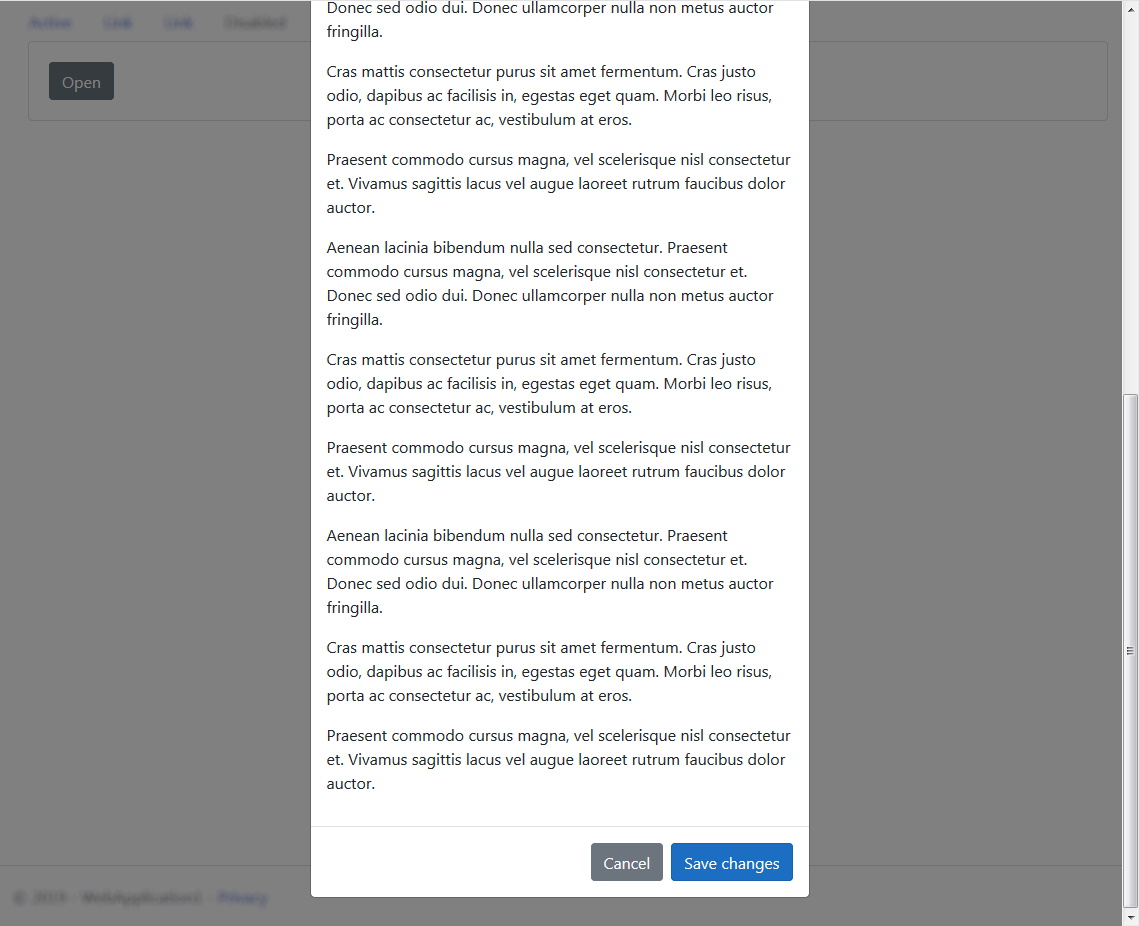 Active Link Link Disabled
Open
Donec sed odio dui. Donec ullamcorper nulla non metus auctor
fringilla.
Cras mattis consectetur purus sit amet fermentum. Cras justo
odio, dapibus ac facilisis in, egestas eget quam. Morbi leo risus,
porta ac consectetur ac, vestibulum at eros.
Praesent commodo cursus magna, vel scelerisque nisl consectetur
et. Vivamus sagittis lacus vel augue laoreet rutrum faucibus dolor
auctor.
Aenean lacinia bibendum nulla sed consectetur. Praesent
commodo cursus magna, vel scelerisque nisl consectetur et.
Donec sed odio dui. Donec ullamcorper nulla non metus auctor
fringilla.
Cras mattis consectetur purus sit amet fermentum. Cras justo
odio, dapibus ac facilisis in, egestas eget quam. Morbi leo risus,
porta ac consectetur ac, vestibulum at eros.
Praesent commodo cursus magna, vel scelerisque nisl consectetur
et. Vivamus sagittis lacus vel augue laoreet rutrum faucibus dolor
auctor.
Aenean lacinia bibendum nulla sed consectetur. Praesent
commodo cursus magna, vel scelerisque nisl consectetur et.
Donec sed odio dui. Donec ullamcorper nulla non metus auctor
fringilla.
Cras mattis consectetur purus sit amet fermentum. Cras justo
odio, dapibus ac facilisis in, egestas eget quam. Morbi leo risus,
porta ac consectetur ac, vestibulum at eros.
Praesent commodo cursus magna, vel scelerisque nisl consectetur
et. Vivamus sagittis lacus vel augue laoreet rutrum faucibus dolor
auctor.
Cancel Save changes
© 2019 - WebApplication1 - Privacy